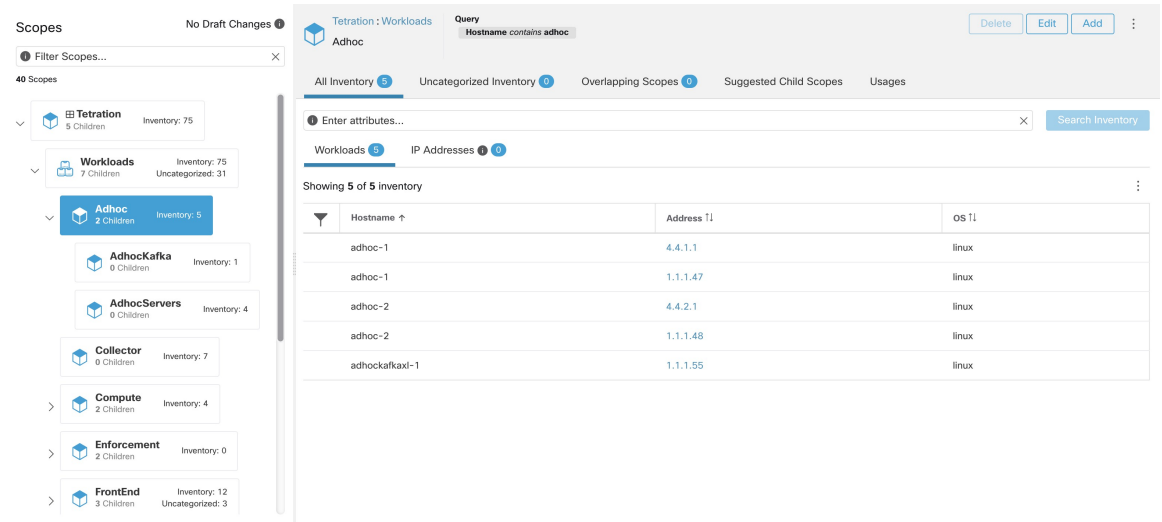 Scopes
No Draft Changes
Filter Scopes...
40 Scopes
Tetration
5 Children
Inventory: 75
Workloads
7 Children
Inventory: 75
Uncategorized: 31
Adhoc
2 Children
Inventory: 5
AdhocKafka
0 Children
Inventory: 1
AdhocServers
0 Children
Inventory: 4
Collector
0 Children
Inventory: 7
Compute
2 Children
Inventory: 4
Enforcement
2 Children
Inventory: 0
FrontEnd
3 Children
Inventory: 12
Uncategorized: 3
Tetration : Workloads
Adhoc
Query
Hostname contains adhoc
Delete
Edit
Add
All Inventory 5
Uncategorized Inventory 0
Overlapping Scopes 0
Suggested Child Scopes
Usages
Enter attributes...
Search Inventory
Workloads 5
IP Addresses 0
Showing 5 of 5 inventory
Hostname ↑ Address ↑↓ OS ↑↓
adhoc-1 4.4.1.1 linux
adhoc-1 1.1.1.47 linux
adhoc-2 4.4.2.1 linux
adhoc-2 1.1.1.48 linux
adhockafkaxl-1 1.1.1.55 linux